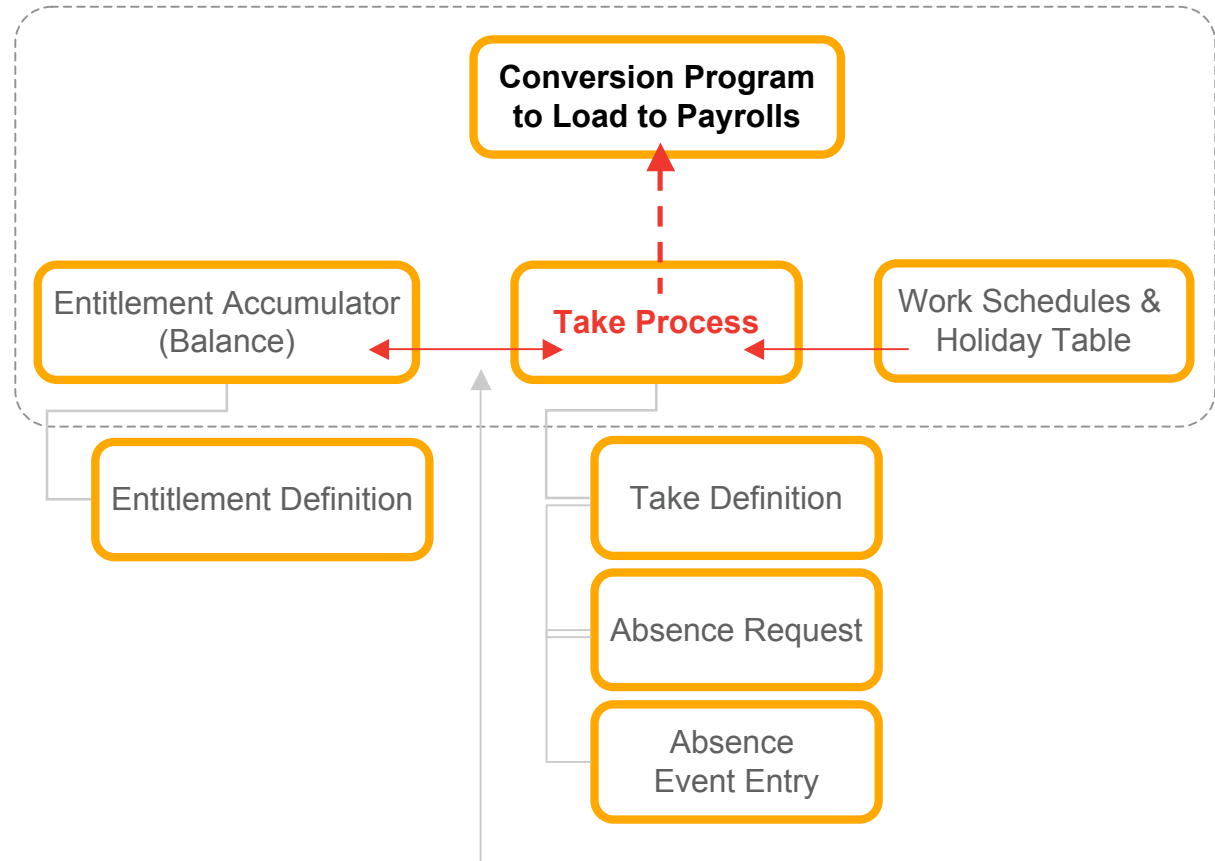 Conversion Program
to Load to Payrolls
Entitlement Accumulator
(Balance)
Take Process
Work Schedules &
Holiday Table
Entitlement Definition
Take Definition
Absence Request
Absence
Event Entry